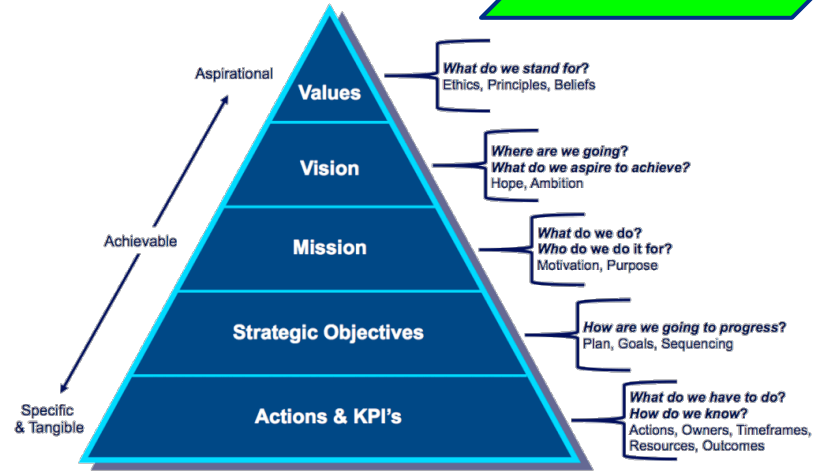 Aspirational
Values
What do we stand for?
Ethics, Principles, Beliefs
Vision
Where are we going?
What do we aspire to achieve?
Hope, Ambition
Achievable
Mission
What do we do?
Who do we do it for?
Motivation, Purpose
Strategic Objectives
How are we going to progress?
Plan, Goals, Sequencing
Specific
& Tangible
Actions & KPI's
What do we have to do?
How do we know?
Actions, Owners, Timeframes,
Resources, Outcomes